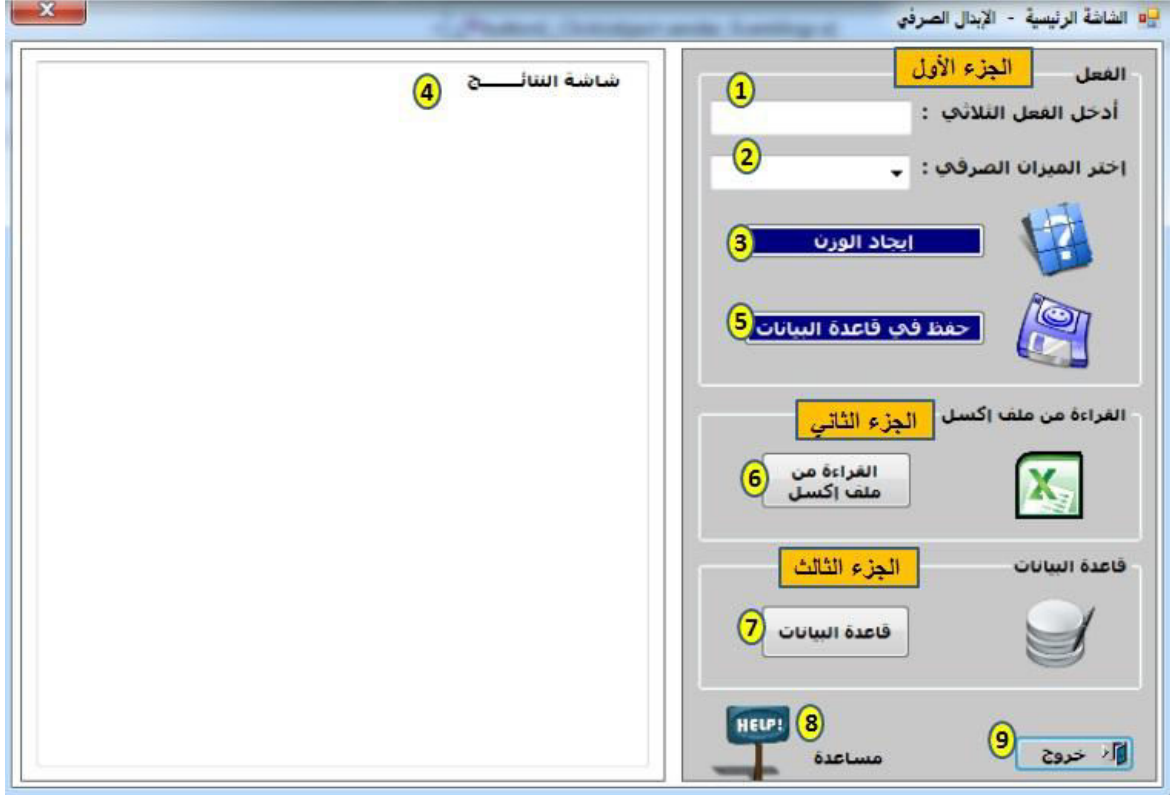 الشاشة الرئيسية - الإبدال الصرفي
الجزء الأول
الفعل
1
أدخل الفعل الثلاثي :
2
إختر الميزان الصرفي :
3 إيجاد الوزن
5 حفظ في قاعدة البيانات
الجزء الثاني
القراءة من ملف إكسل
6
القراءة من
ملف إكسل
الجزء الثالث
قاعدة البيانات
7 قاعدة البيانات
HELP!
8
مساعدة
9 خروج
شاشة النتائـــــج
4